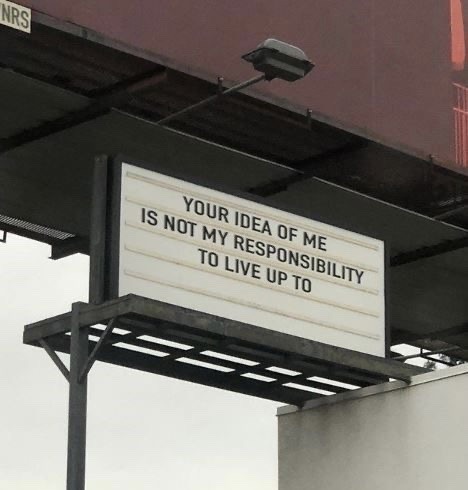 NRS
YOUR IDEA OF ME
IS NOT MY RESPONSIBILITY
TO LIVE UP TO